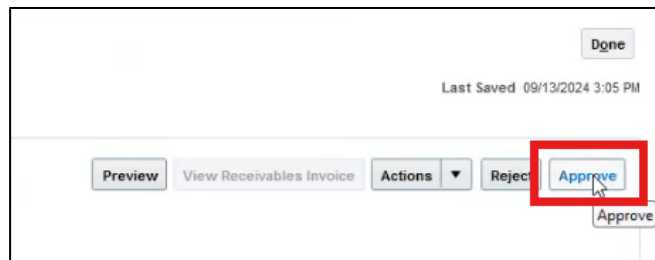 Done
Last Saved 09/13/2024 3:05 PM
Preview View Receivables Invoice Actions Reject Approve
Approve